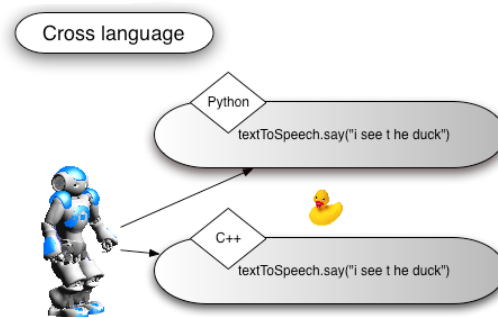 Cross language
Python
textToSpeech.say("i see t he duck")
C++
textToSpeech.say("i see t he duck")